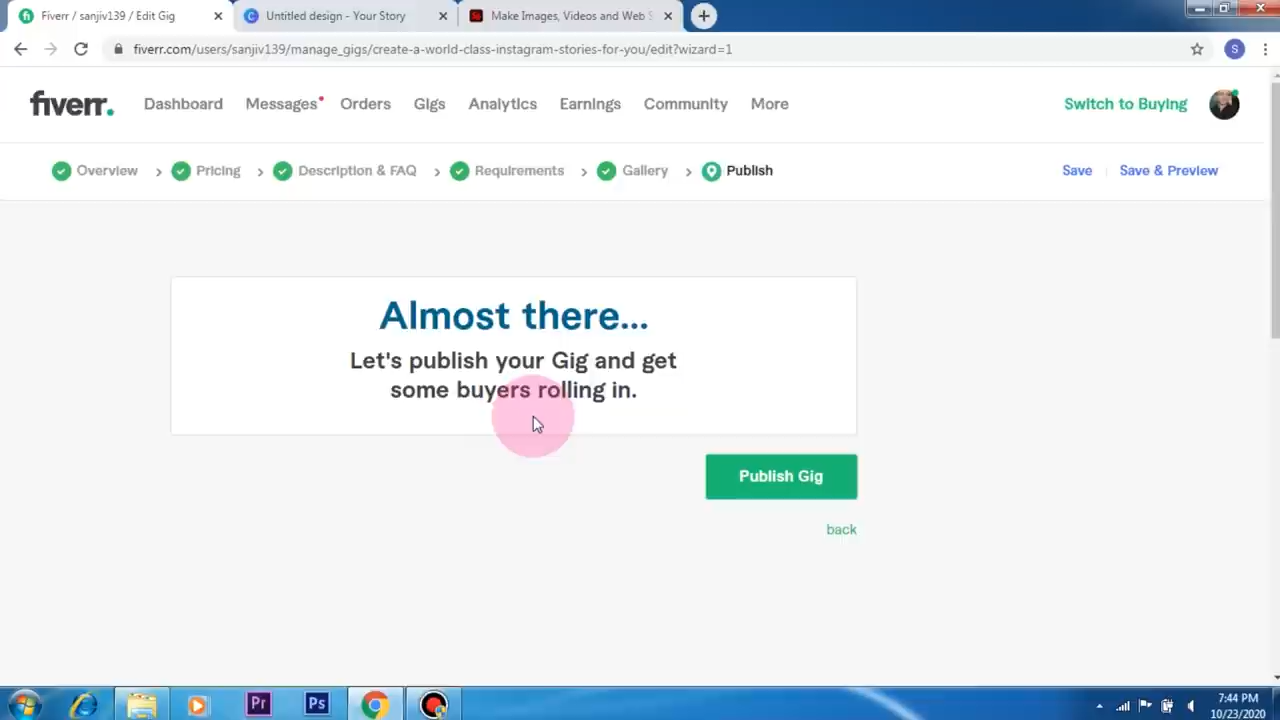 Fiverr / sanjiv139 / Edit Gig
Untitled design - Your Story
Make Images, Videos and Web S
fiverr.com/users/sanjiv139/manage_gigs/create-a-world-class-instagram-stories-for-you/edit?wizard=1
S
fiverr.
Dashboard
Messages
Orders
Gigs
Analytics
Earnings
Community
More
Switch to Buying
Overview
Pricing
Description & FAQ
Requirements
Gallery
Publish
Save
Save & Preview
Almost there...
Let's publish your Gig and get
some buyers rolling in.
Publish Gig
back
Pr
Ps
7:44 PM
10/23/2020